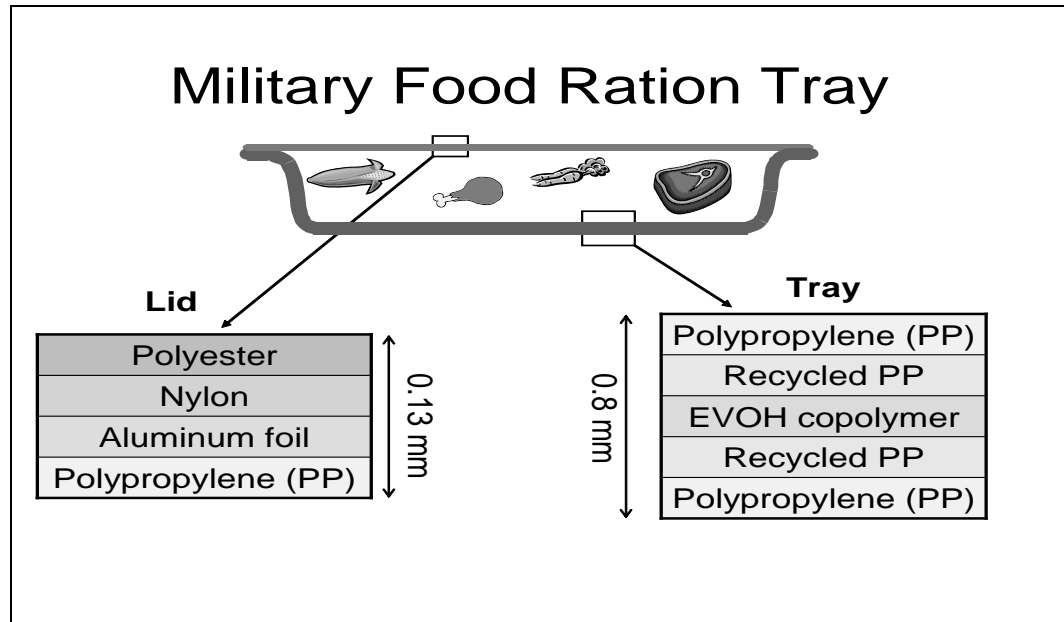 Military Food Ration Tray
Lid
Polyester
Nylon
Aluminum foil
Polypropylene (PP)
0.13 mm
Tray
0.8 mm
Polypropylene (PP)
Recycled PP
EVOH copolymer
Recycled PP
Polypropylene (PP)